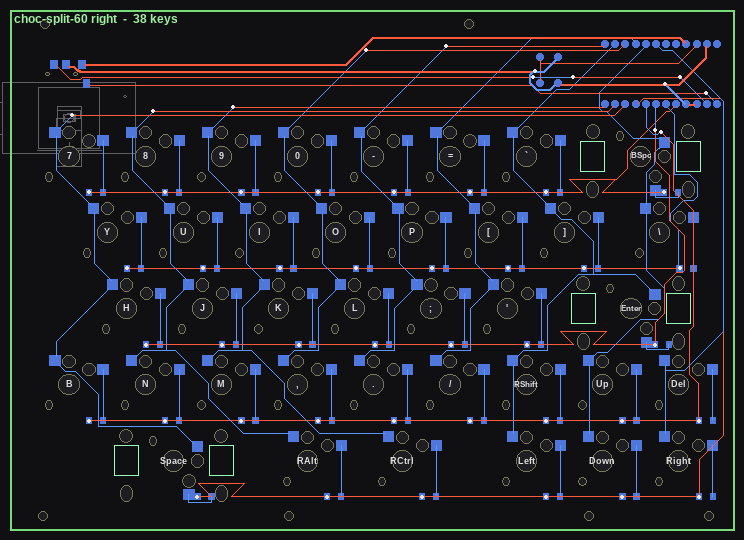 choc-split-60 right - 38 keys
7 8 9 0 - = ` BSpc
Y U I O P [ ] \
H J K L ; ' Enter
B N M , . / RShift Up Del
Space RAlt RCtrl Left Down Right